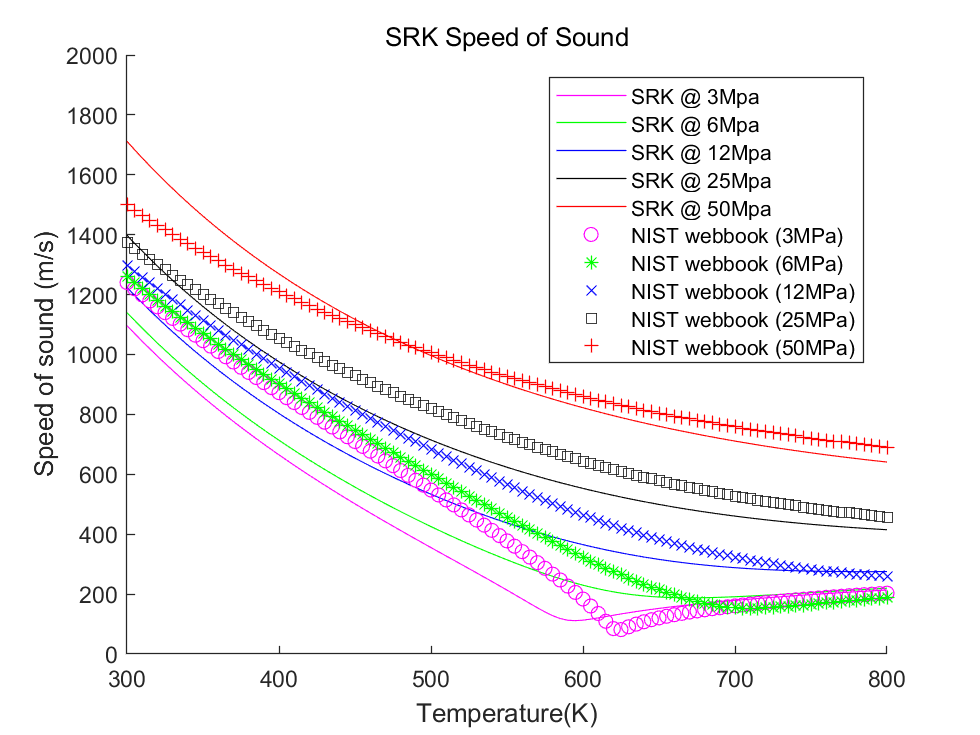 SRK Speed of Sound
2000
1800
1600
1400
1200
1000
800
600
400
200
0
Speed of sound (m/s)
SRK @ 3Mpa
SRK @ 6Mpa
SRK @ 12Mpa
SRK @ 25Mpa
SRK @ 50Mpa
NIST webbook (3MPa)
NIST webbook (6MPa)
NIST webbook (12MPa)
NIST webbook (25MPa)
NIST webbook (50MPa)
300 400 500 600 700 800
Temperature(K)